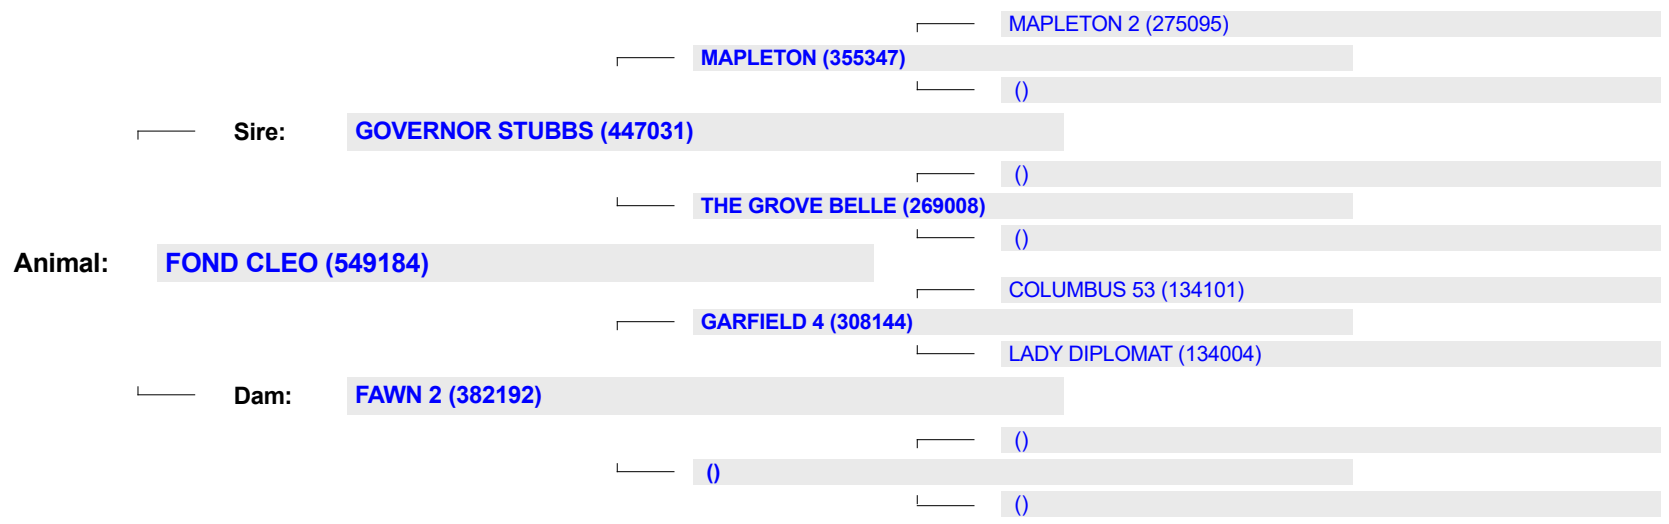 MAPLETON 2 (275095)
MAPLETON (355347)
()
Sire: GOVERNOR STUBBS (447031)
()
THE GROVE BELLE (269008)
()
Animal: FOND CLEO (549184)
COLUMBUS 53 (134101)
GARFIELD 4 (308144)
LADY DIPLOMAT (134004)
Dam: FAWN 2 (382192)
()
()
()